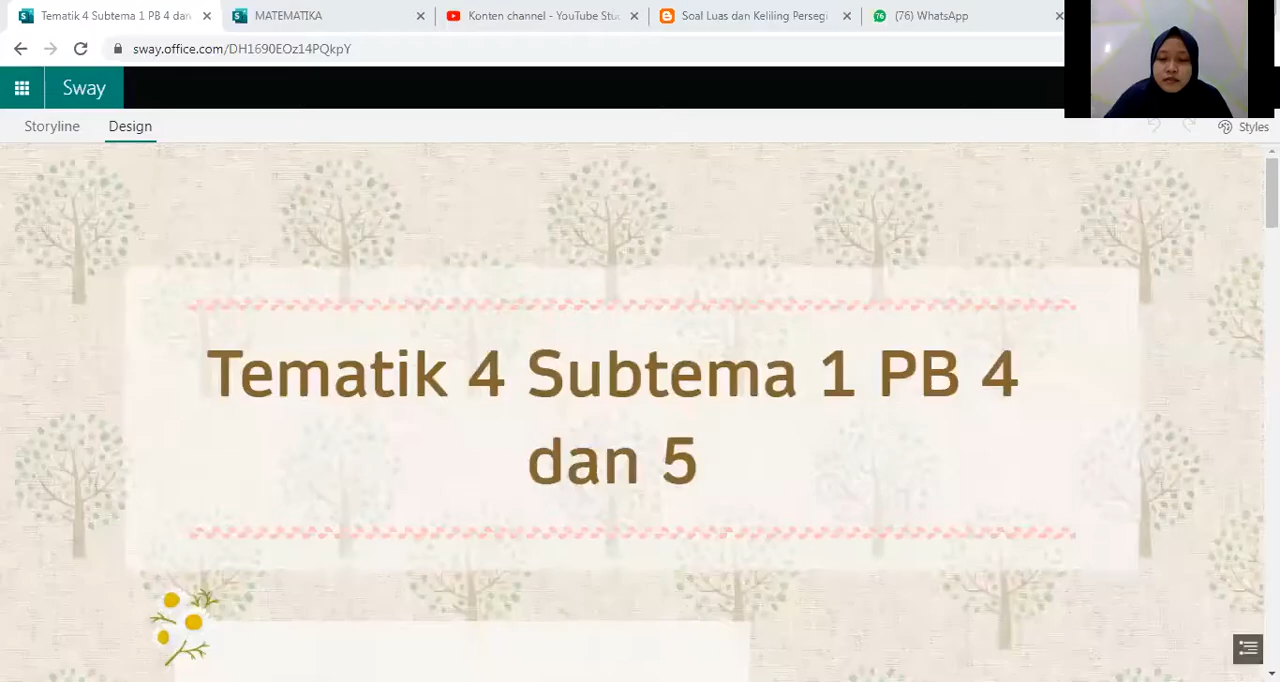 Tematik 4 Subtema 1 PB 4 dan
MATEMATIKA
Konten channel - YouTube Stu
Soal Luas dan Keliling Persegi
76 (76) WhatsApp
sway.office.com/DH1690EOz14PQkpY
Sway
Storyline Design Styles
Tematik 4 Subtema 1 PB 4
dan 5